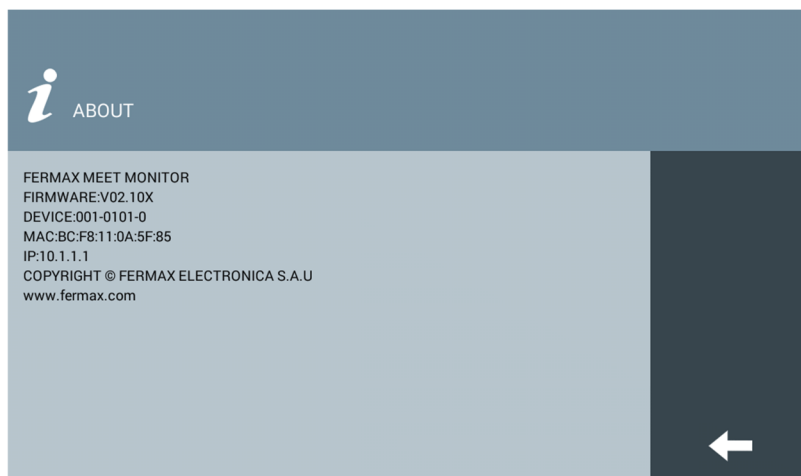 ABOUT
FERMAX MEET MONITOR
FIRMWARE:V02.10X
DEVICE:001-0101-0
MAC:BC:F8:11:0A:5F:85
IP:10.1.1.1
COPYRIGHT © FERMAX ELECTRONICA S.A.U
www.fermax.com